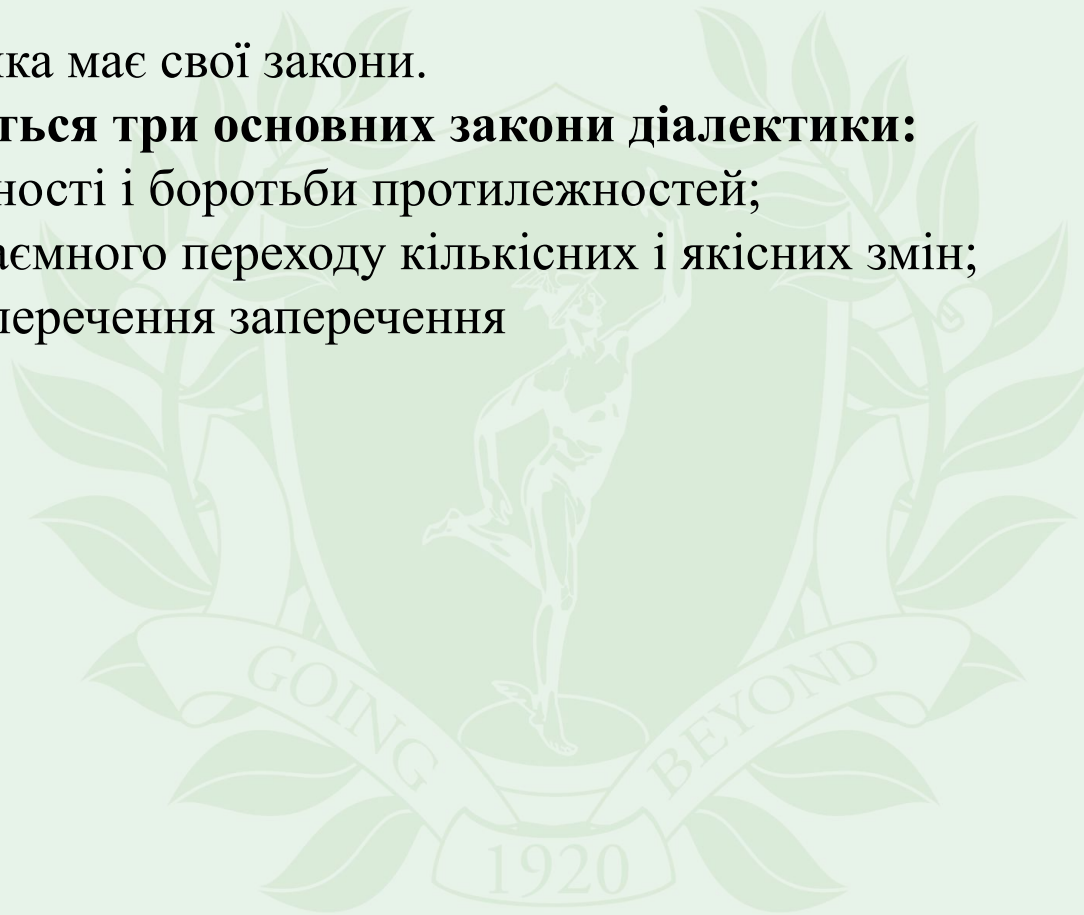 ка має свої закони.
ться три основних закони діалектики:
ності і боротьби протилежностей;
аємного переходу кількісних і якісних змін;
перечення заперечення
GOING BEYOND
1920